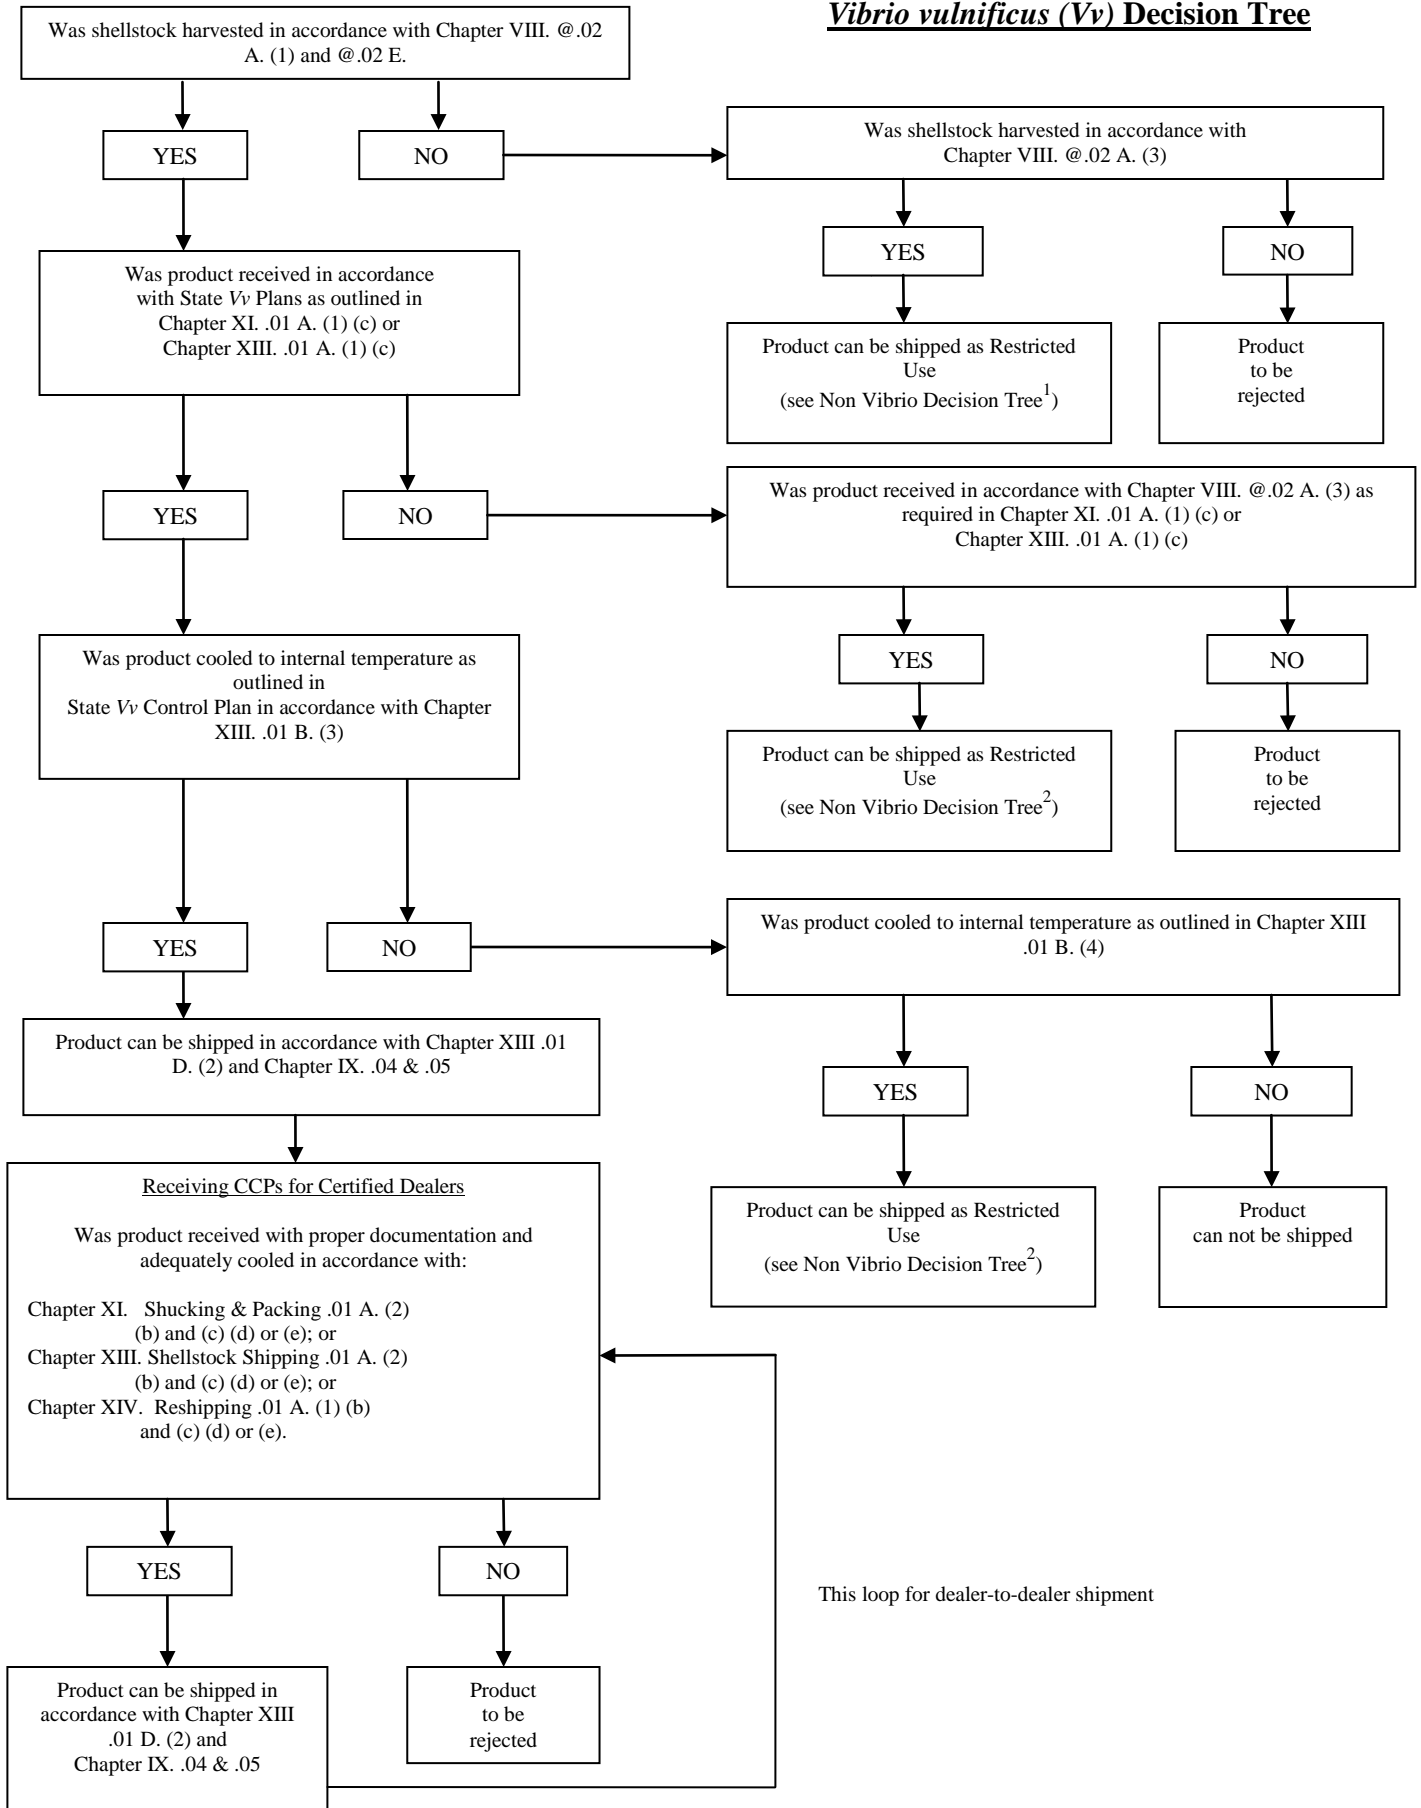 Vibrio vulnificus (Vv) Decision Tree
Was shellstock harvested in accordance with Chapter VIII. @.02
A. (1) and @.02 E.
YES
NO
Was shellstock harvested in accordance with
Chapter VIII. @.02 A. (3)
YES
NO
Product can be shipped as Restricted
Use
(see Non Vibrio Decision Tree1)
Product
to be
rejected
Was product received in accordance
with State Vv Plans as outlined in
Chapter XI. .01 A. (1) (c) or
Chapter XIII. .01 A. (1) (c)
YES
NO
Was product received in accordance with Chapter VIII. @.02 A. (3) as
required in Chapter XI. .01 A. (1) (c) or
Chapter XIII. .01 A. (1) (c)
YES
NO
Product can be shipped as Restricted
Use
(see Non Vibrio Decision Tree2)
Product
to be
rejected
Was product cooled to internal temperature as
outlined in
State Vv Control Plan in accordance with Chapter
XIII. .01 B. (3)
YES
NO
Was product cooled to internal temperature as outlined in Chapter XIII
.01 B. (4)
YES
NO
Product can be shipped as Restricted
Use
(see Non Vibrio Decision Tree2)
Product
can not be shipped
Product can be shipped in accordance with Chapter XIII .01
D. (2) and Chapter IX. .04 & .05
Receiving CCPs for Certified Dealers
Was product received with proper documentation and
adequately cooled in accordance with:
Chapter XI. Shucking & Packing .01 A. (2)
(b) and (c) (d) or (e); or
Chapter XIII. Shellstock Shipping .01 A. (2)
(b) and (c) (d) or (e); or
Chapter XIV. Reshipping .01 A. (1) (b)
and (c) (d) or (e).
YES
NO
This loop for dealer-to-dealer shipment
Product can be shipped in
accordance with Chapter XIII
.01 D. (2) and
Chapter IX. .04 & .05
Product
to be
rejected